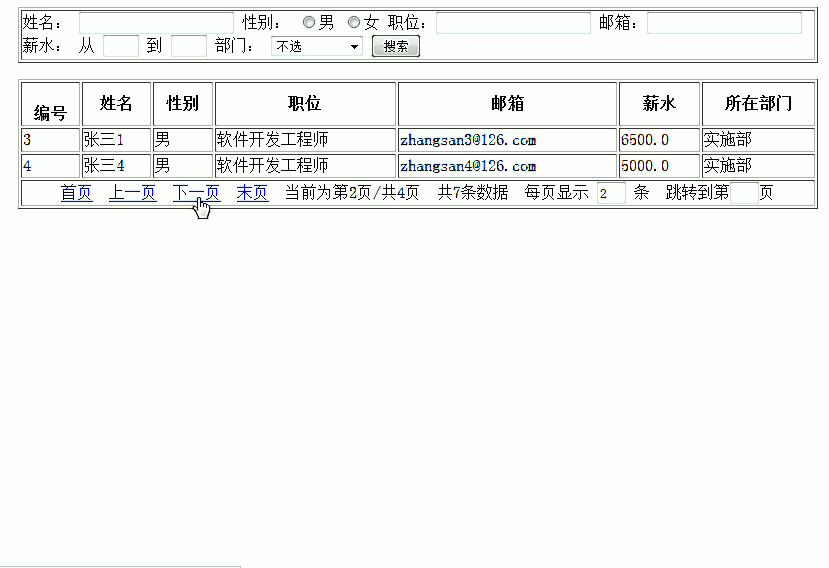 姓名： 性别： 男 女 职位： 邮箱：
薪水： 从 到 部门： 不选 搜索
编号 姓名 性别 职位 邮箱 薪水 所在部门
3 张三1 男 软件开发工程师 zhangsan3@126.com 6500.0 实施部
4 张三4 男 软件开发工程师 zhangsan4@126.com 5000.0 实施部
首页 上一页 下一页 末页 当前为第2页/共4页 共7条数据 每页显示 2 条 跳转到第 页